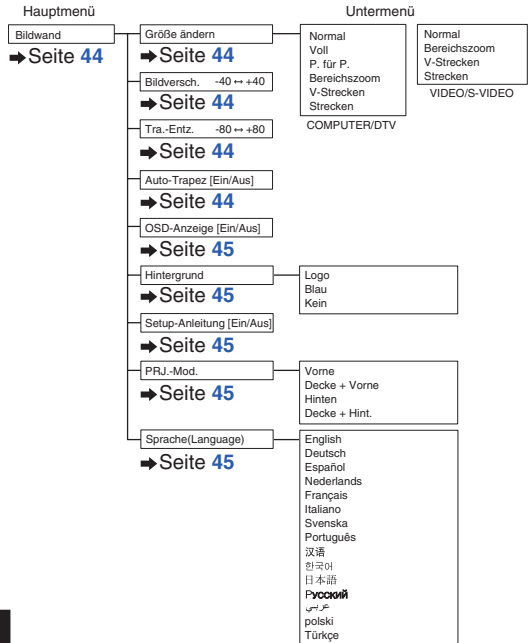 Hauptmenü
Untermenü
Bildwand
➡Seite 44
Größe ändern
➡Seite 44
Normal
Voll
P. für P.
Bereichszoom
V-Strecken
Strecken
COMPUTER/DTV
Normal
Bereichszoom
V-Strecken
Strecken
VIDEO/S-VIDEO
Bildversch. -40 ↔ +40
➡Seite 44
Tra.-Entz. -80 ↔ +80
➡Seite 44
Auto-Trapez [Ein/Aus]
➡Seite 44
OSD-Anzeige [Ein/Aus]
➡Seite 45
Hintergrund
➡Seite 45
Logo
Blau
Kein
Setup-Anleitung [Ein/Aus]
➡Seite 45
PRJ.-Mod.
➡Seite 45
Vorne
Decke + Vorne
Hinten
Decke + Hint.
Sprache(Language)
➡Seite 45
English
Deutsch
Español
Nederlands
Français
Italiano
Svenska
Português
汉语
한국어
日本語
Русский
عربي
polski
Türkçe